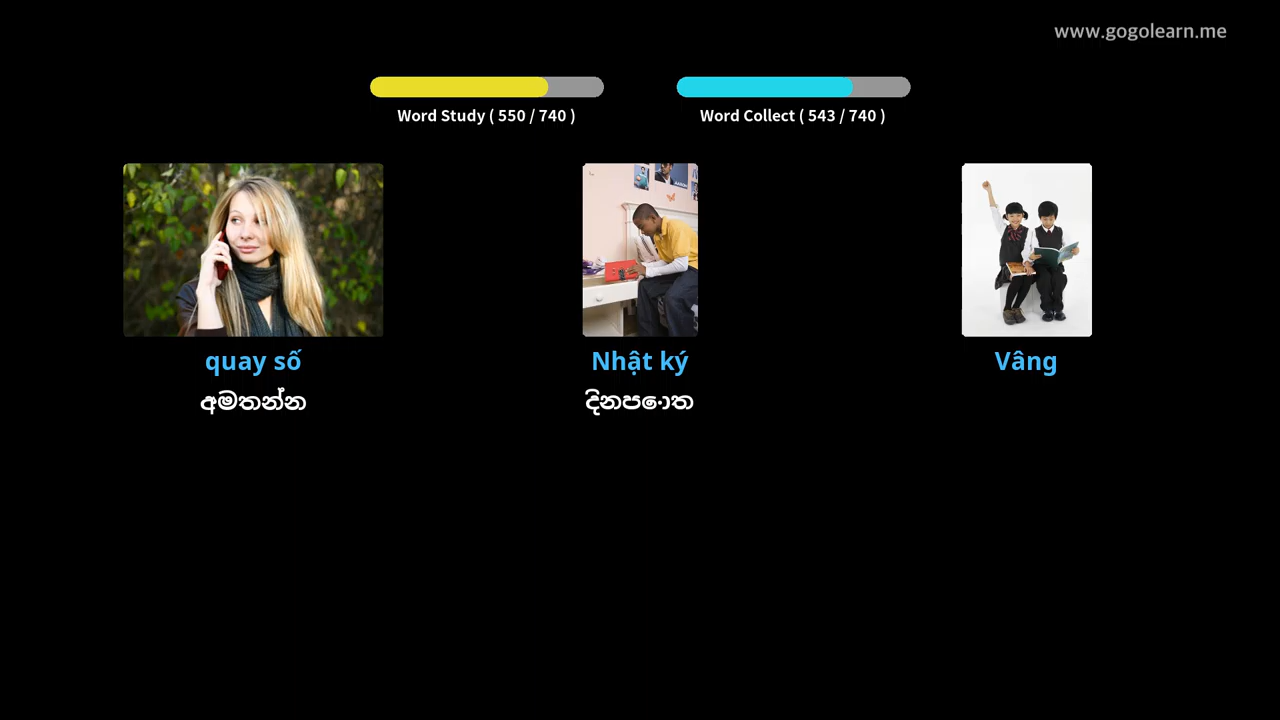 www.gogolearn.me
Word Study ( 550 / 740 )
Word Collect ( 543 / 740 )
quay số
Nhật ký
Vâng
අමතන්න
දිනපොත